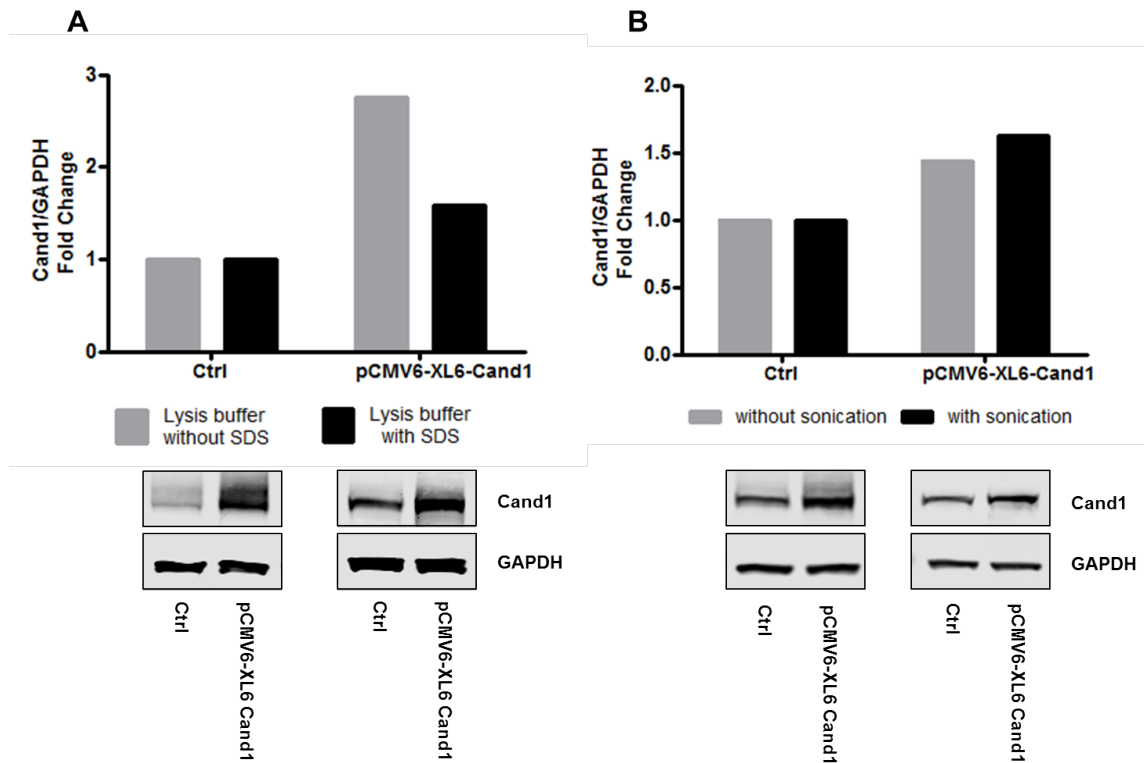 A
Cand1/GAPDH
Fold Change
3
2
1
0
Ctrl
pCMV6-XL6-Cand1
Lysis buffer
without SDS
Lysis buffer
with SDS
Cand1
GAPDH
Ctrl
pCMV6-XL6 Cand1
Ctrl
pCMV6-XL6 Cand1
B
Cand1/GAPDH
Fold Change
2.0
1.5
1.0
0.5
0.0
Ctrl
pCMV6-XL6-Cand1
without sonication
with sonication
Cand1
GAPDH
Ctrl
pCMV6-XL6 Cand1
Ctrl
pCMV6-XL6 Cand1